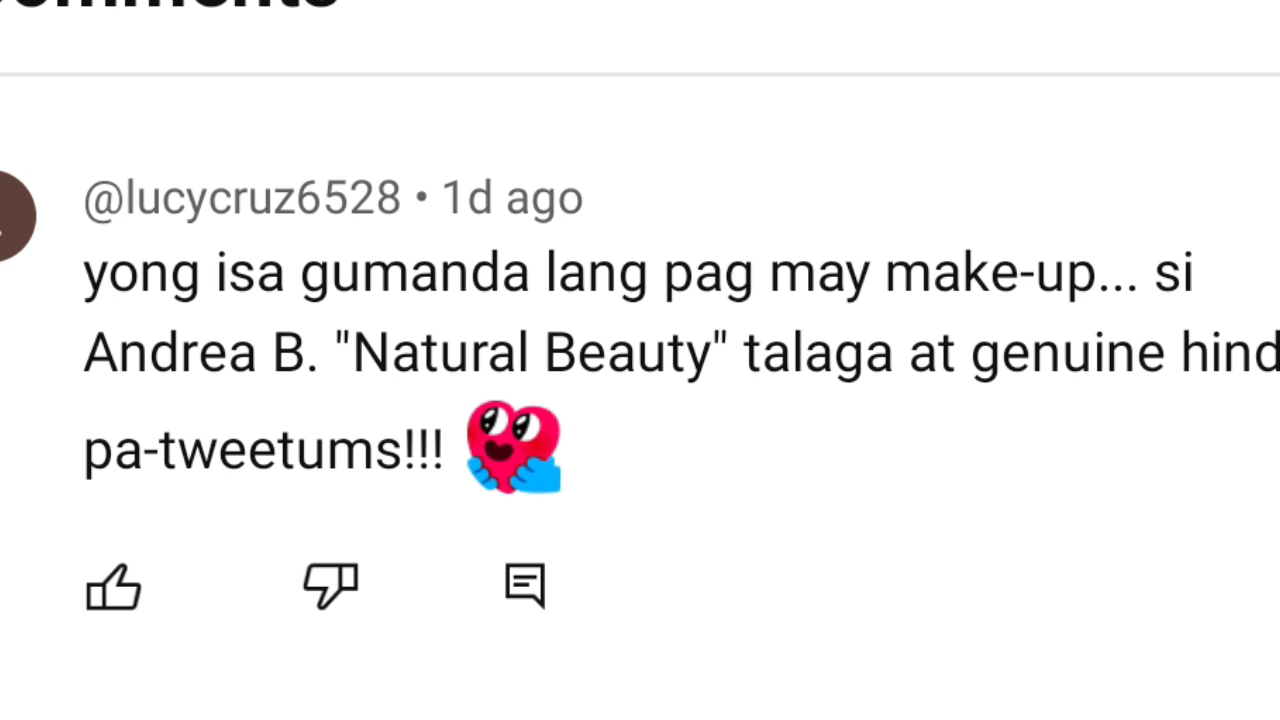 Comments
@lucycruz6528 • 1d ago
yong isa gumanda lang pag may make-up... si
Andrea B. "Natural Beauty" talaga at genuine hind
pa-tweetums!!!